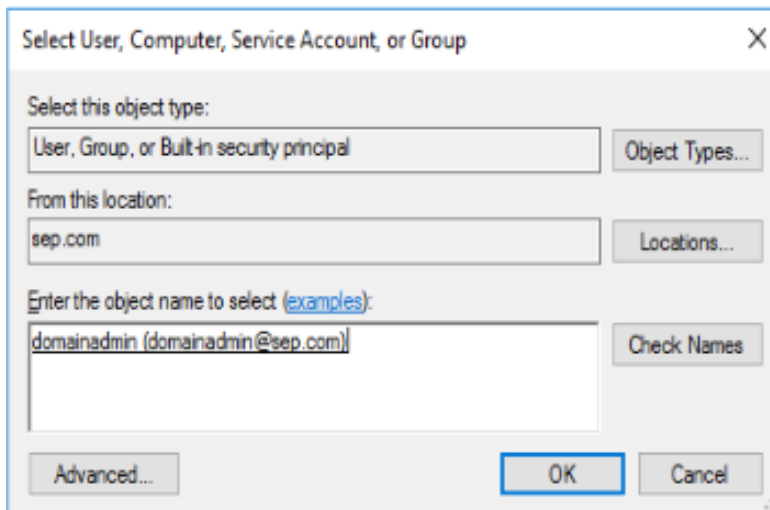 Select User, Computer, Service Account, or Group
Select this object type:
User, Group, or Built-in security principal
Object Types...
From this location:
sep.com
Locations...
Enter the object name to select (examples):
domainadmin (domainadmin@sep.com)
Check Names
Advanced...
OK
Cancel